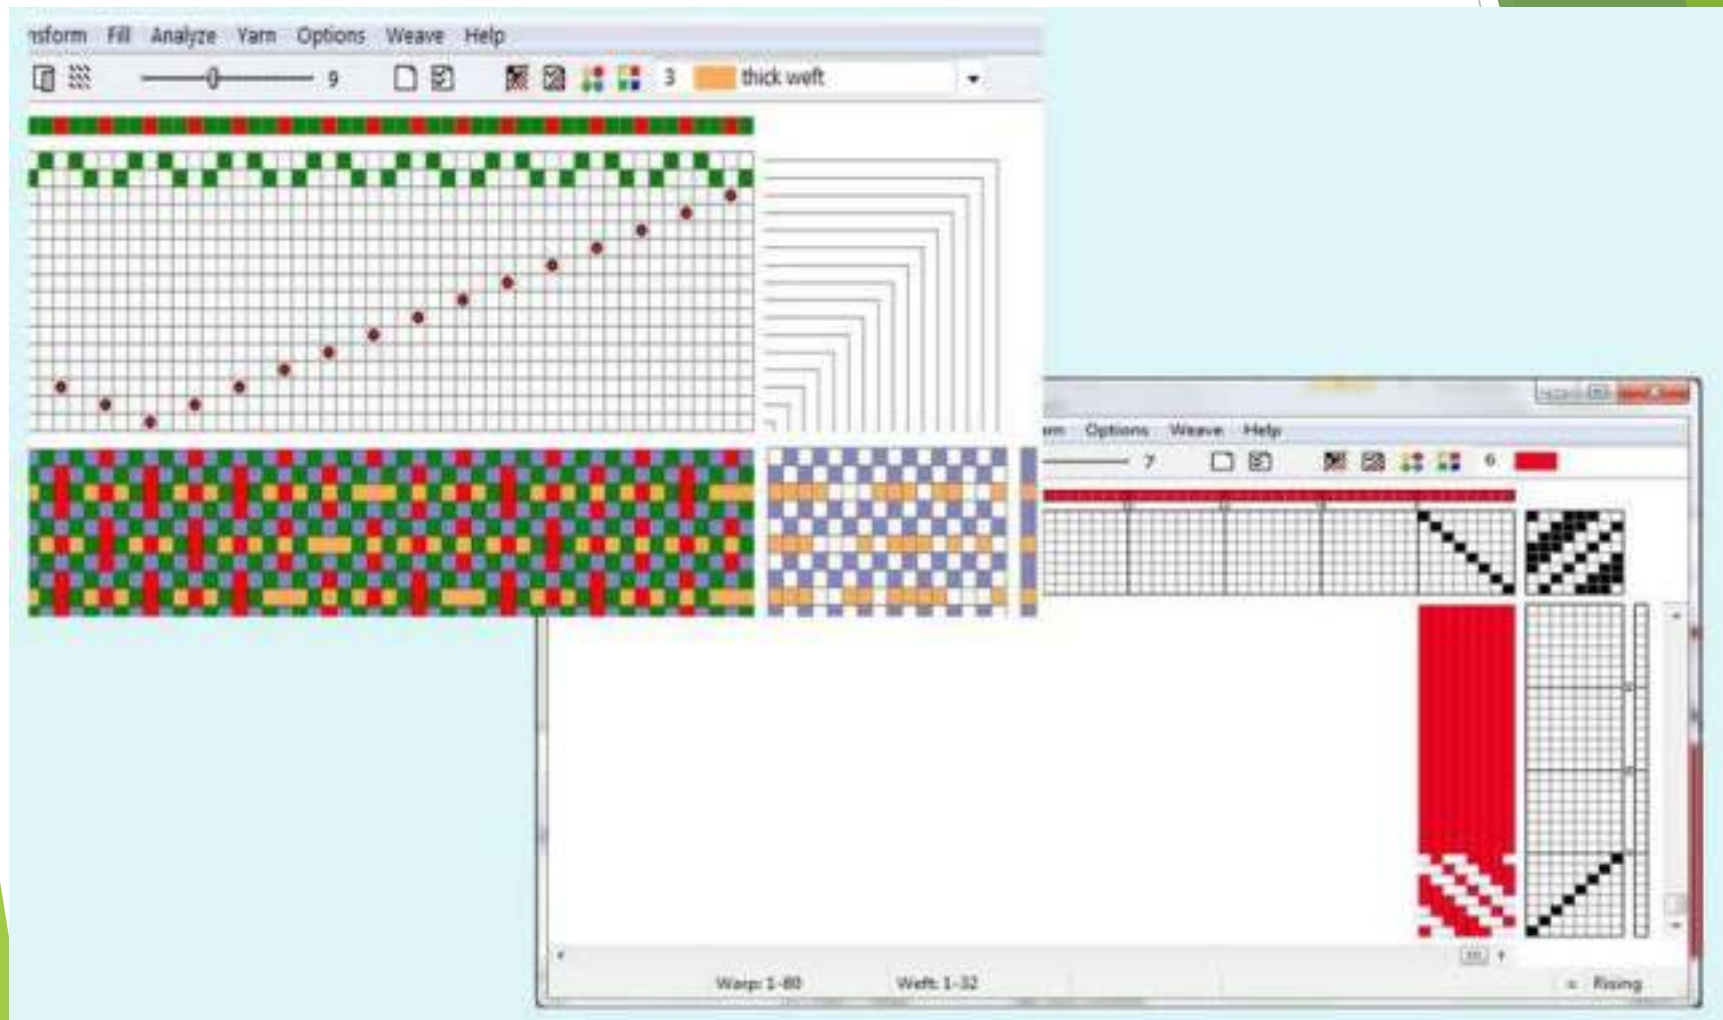 nsform Fill Analyze Yarn Options Weave Help
9 3 thick weft
Options Weave Help
7 6
Warp: 1-80 Weft: 1-32 Rising